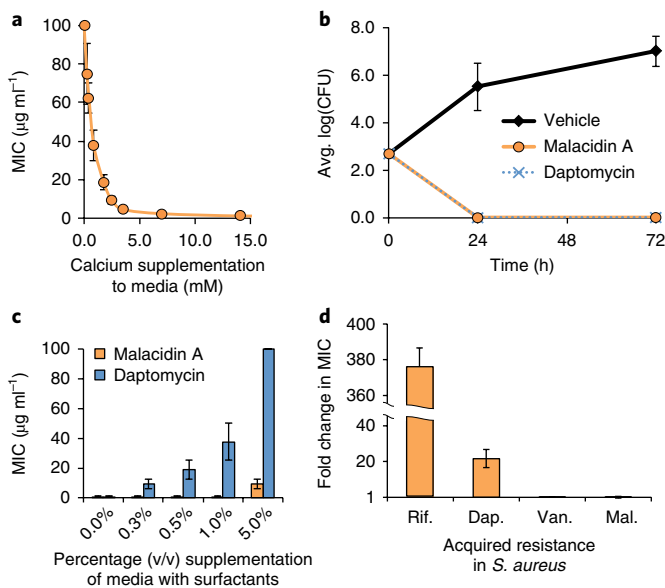 a
100
80
60
40
20
0
MIC (μg ml−1)
0.0
5.0
10.0
15.0
Calcium supplementation
to media (mM)
b
8.0
6.0
4.0
2.0
0.0
Avg. log(CFU)
Vehicle
Malacidin A
Daptomycin
0
24
48
72
Time (h)
c
Malacidin A
Daptomycin
100
80
60
40
20
0
MIC (μg ml−1)
0.0%
0.3%
0.5%
1.0%
5.0%
Percentage (v/v) supplementation
of media with surfactants
d
400
380
360
40
20
1
Fold change in MIC
Rif.
Dap.
Van.
Mal.
Acquired resistance
in S. aureus